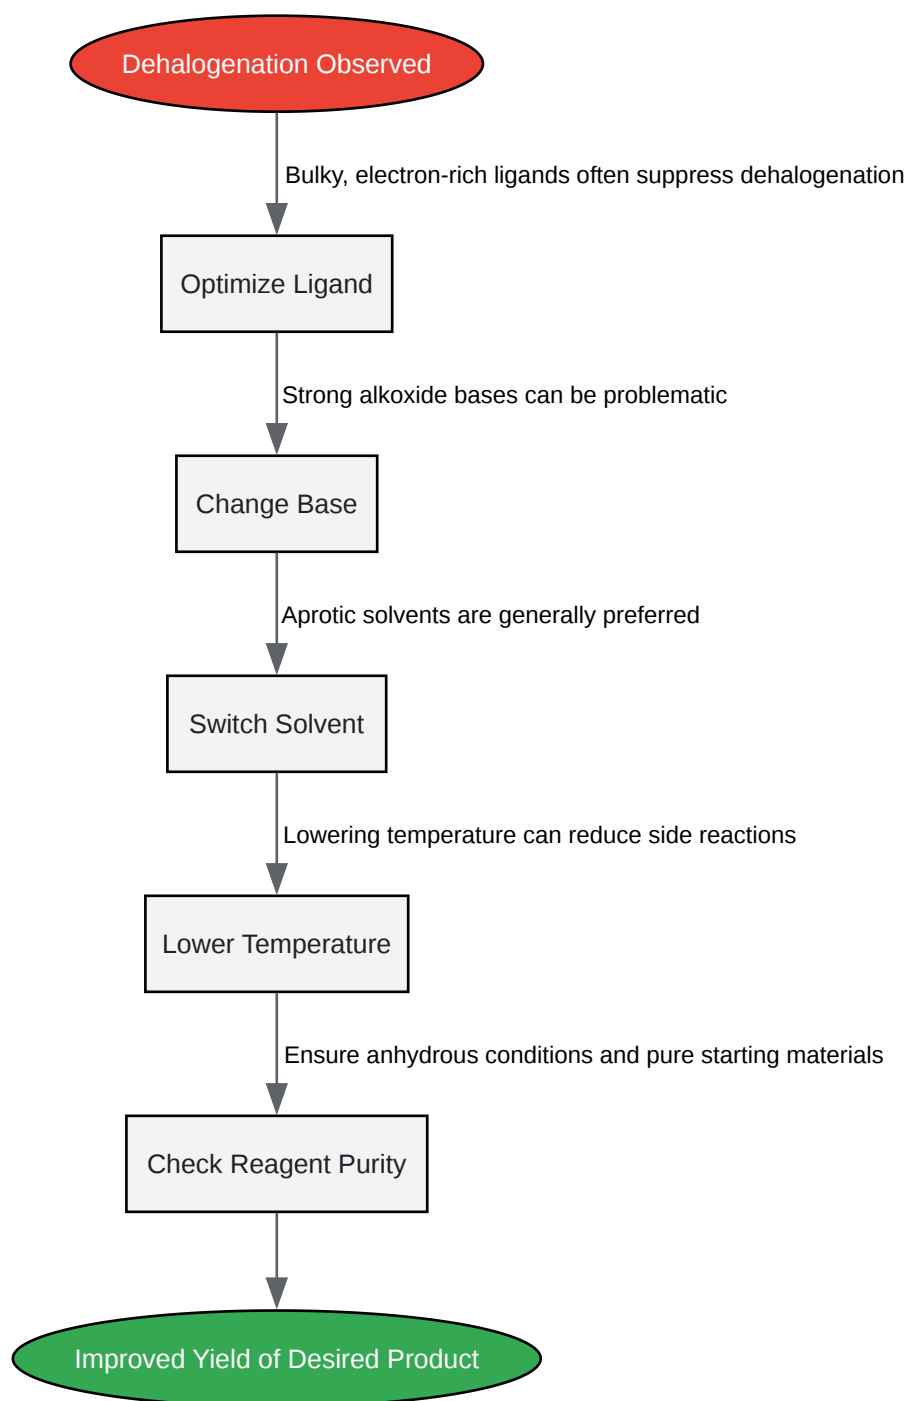 Dehalogenation Observed
Bulky, electron-rich ligands often suppress dehalogenation
Optimize Ligand
Strong alkoxide bases can be problematic
Change Base
Aprotic solvents are generally preferred
Switch Solvent
Lowering temperature can reduce side reactions
Lower Temperature
Ensure anhydrous conditions and pure starting materials
Check Reagent Purity
Improved Yield of Desired Product